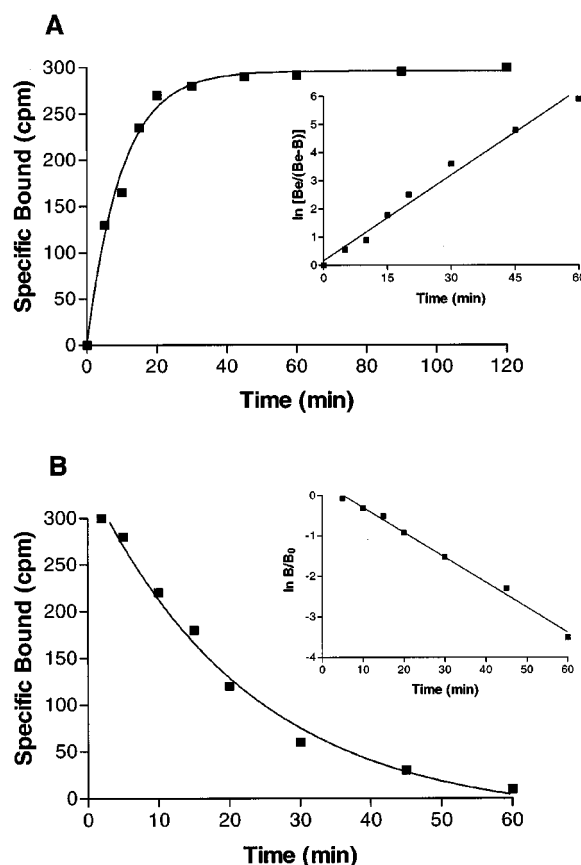 A
Specific Bound (cpm)
300
250
200
150
100
50
0
0 20 40 60 80 100 120
Time (min)
ln [Be/(Be-B)]
6
5
4
3
2
1
0
0 15 30 45 60
Time (min)
B
Specific Bound (cpm)
300
250
200
150
100
50
0
0 10 20 30 40 50 60
Time (min)
ln B/B₀
0
-1
-2
-3
-4
0 10 20 30 40 50 60
Time (min)